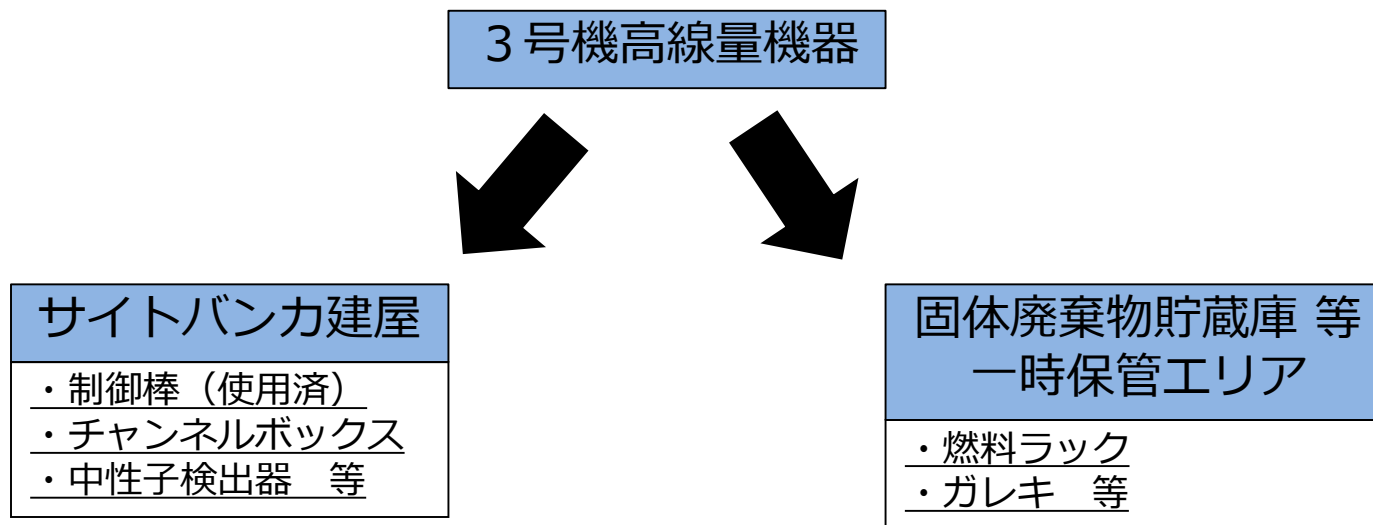 ３号機高線量機器
サイトバンカ建屋
・制御棒（使用済）
・チャンネルボックス
・中性子検出器　等
固体廃棄物貯蔵庫 等
一時保管エリア
・燃料ラック
・ガレキ　等